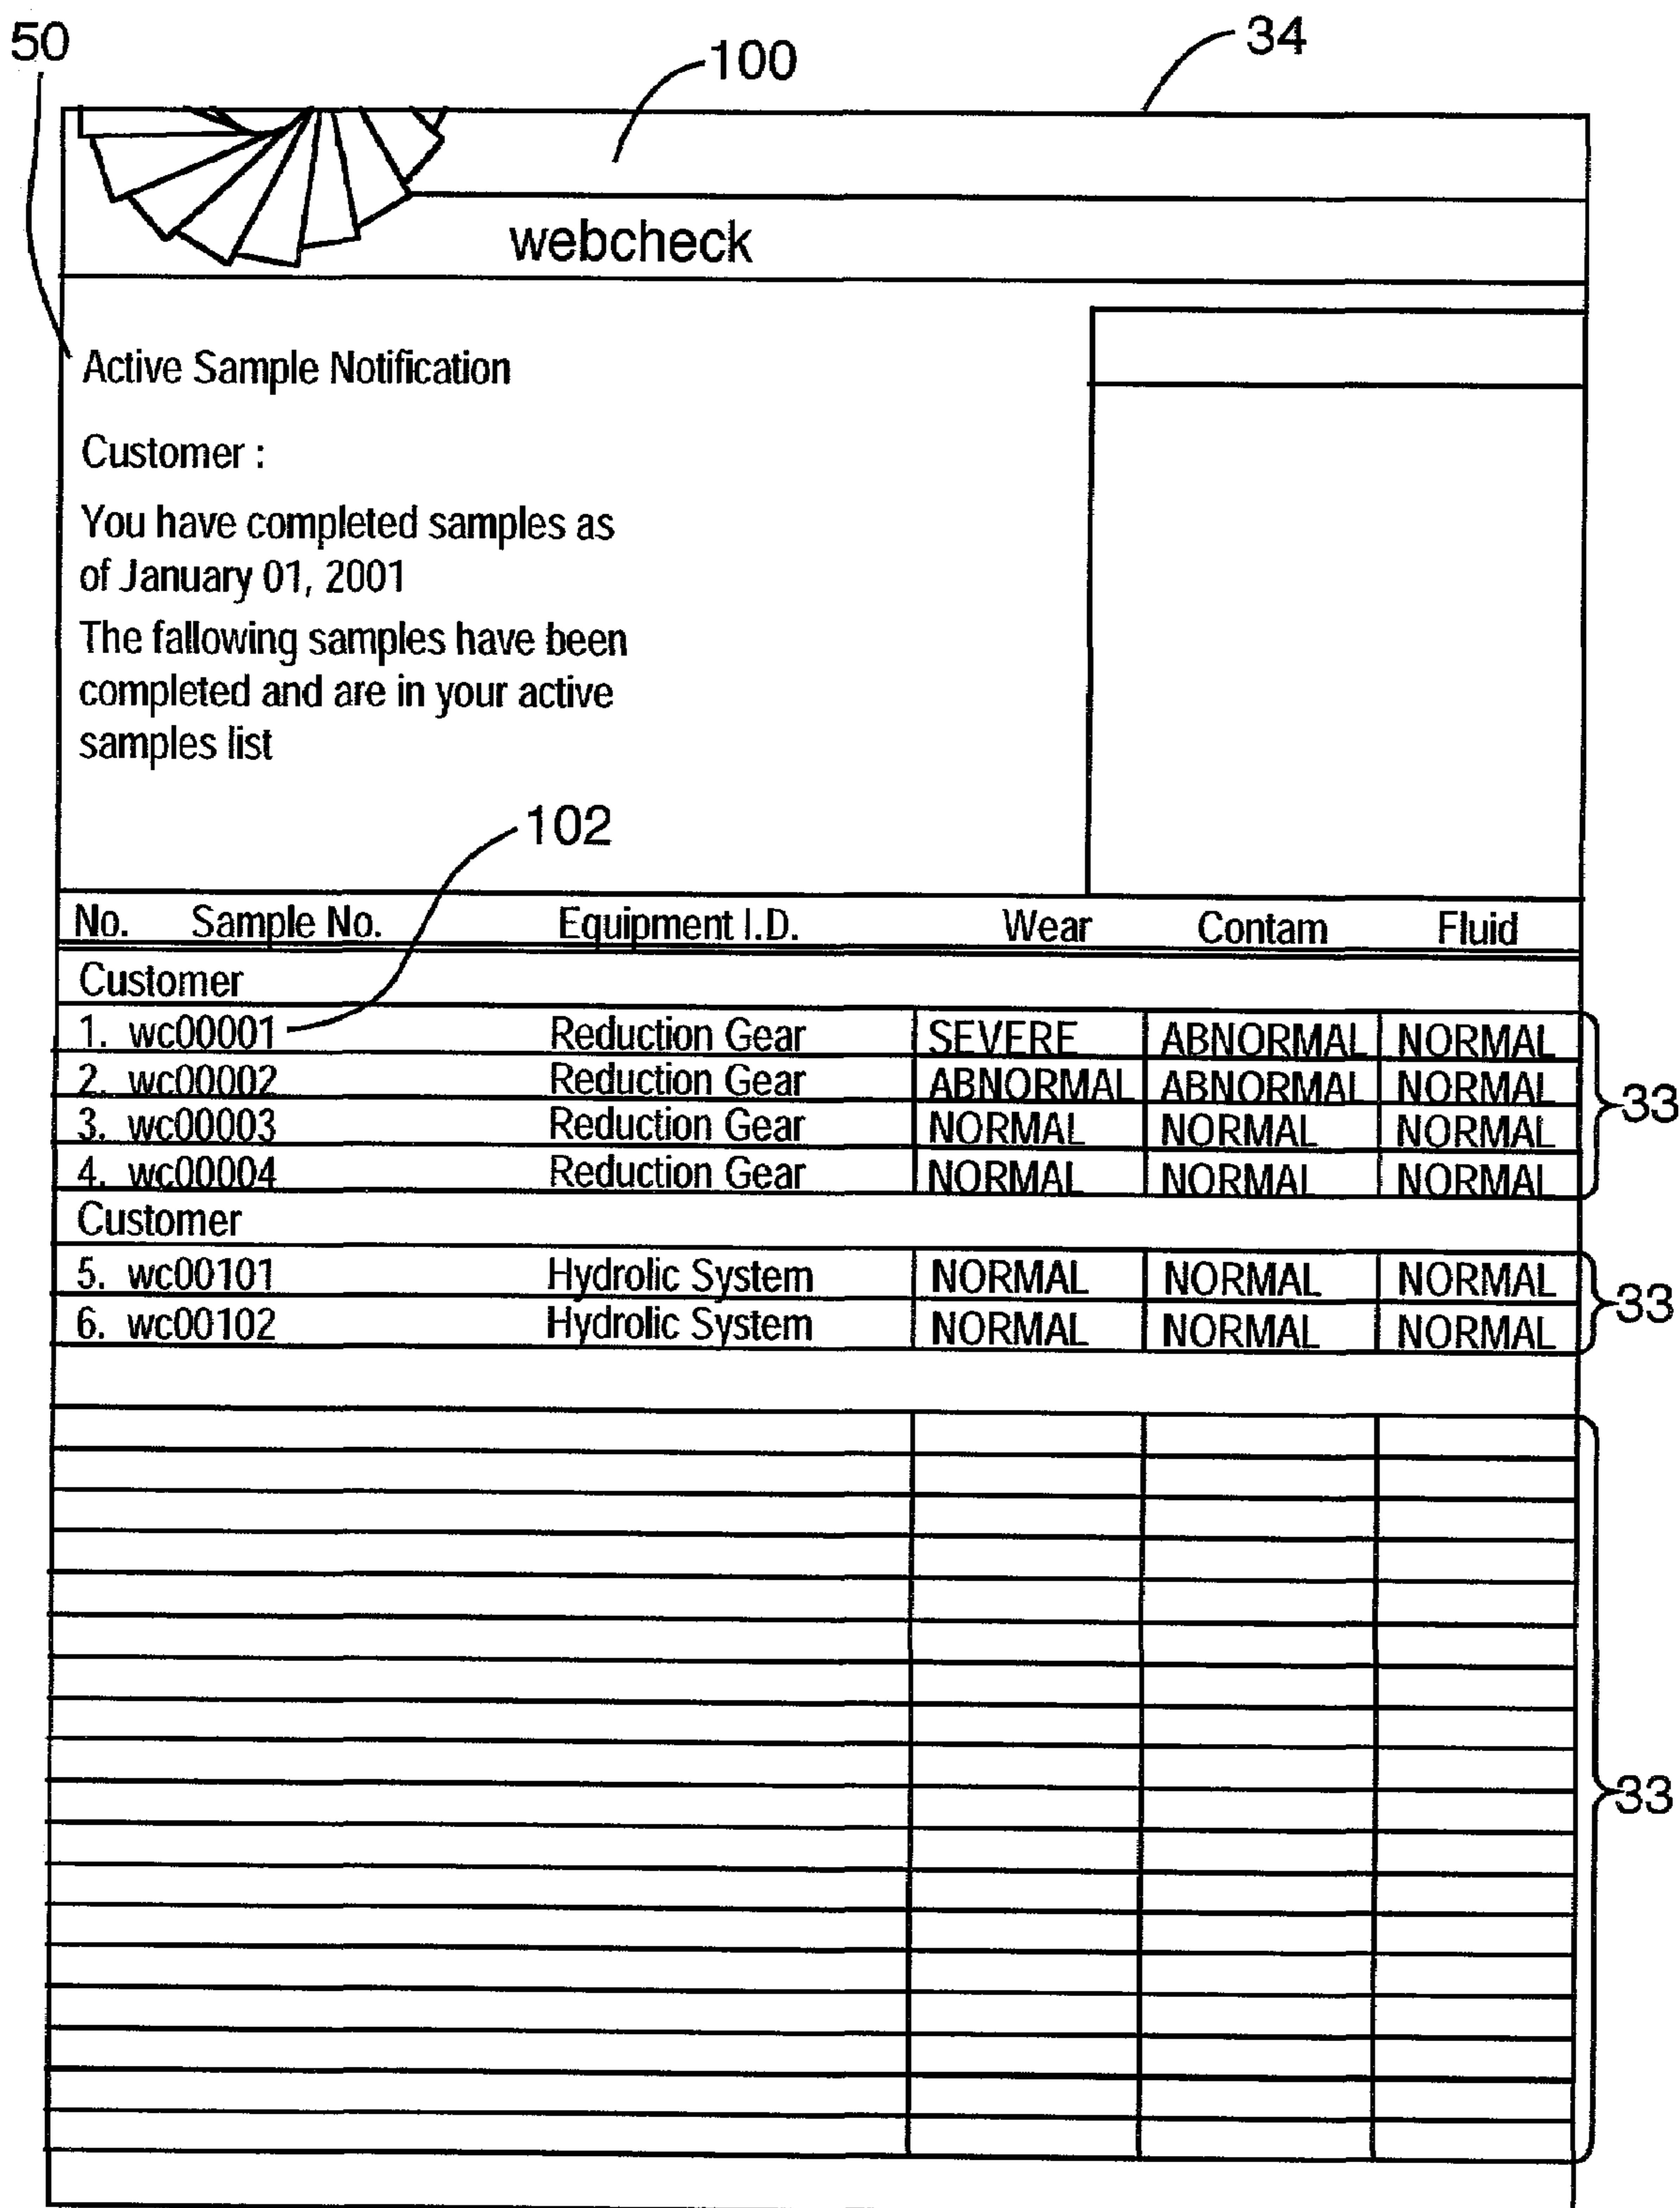 50
100
34
webcheck
Active Sample Notification
Customer :
You have completed samples as
of January 01, 2001
The fallowing samples have been
completed and are in your active
samples list
102
No. Sample No. Equipment I.D. Wear Contam Fluid
Customer
1. wc00001 Reduction Gear SEVERE ABNORMAL NORMAL
2. wc00002 Reduction Gear ABNORMAL ABNORMAL NORMAL
33
3. wc00003 Reduction Gear NORMAL NORMAL NORMAL
4. wc00004 Reduction Gear NORMAL NORMAL NORMAL
Customer
5. wc00101 Hydrolic System NORMAL NORMAL NORMAL
33
6. wc00102 Hydrolic System NORMAL NORMAL NORMAL
33